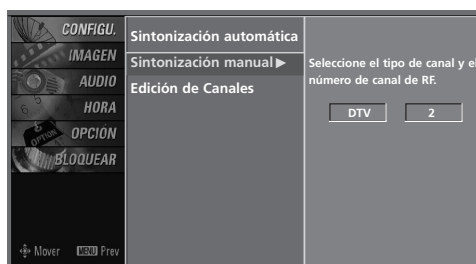 CONFIGU.
IMAGEN
AUDIO
HORA
OPCIÓN
BLOQUEAR
Mover MENU Prev
Sintonización automática
Sintonización manual
Edición de Canales
Seleccione el tipo de canal y el
número de canal de RF.
DTV 2